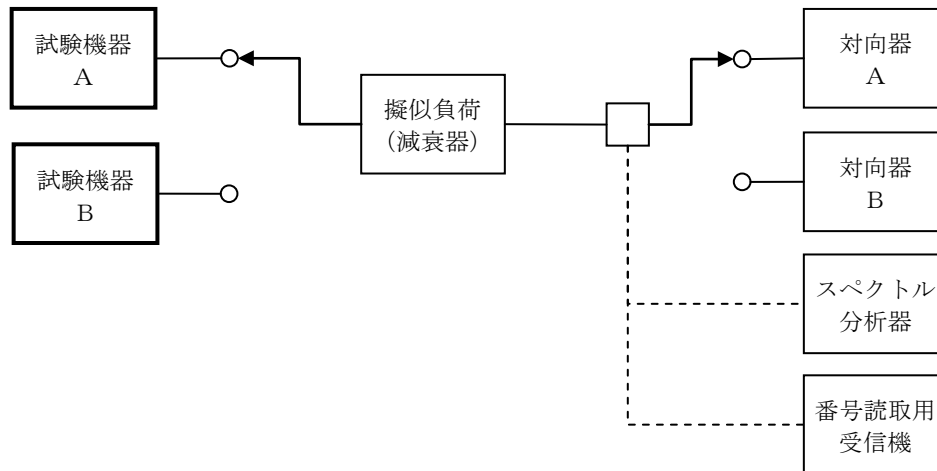 試験機器
A
擬似負荷
(減衰器)
対向器
A
試験機器
B
対向器
B
スペクトル
分析器
番号読取用
受信機